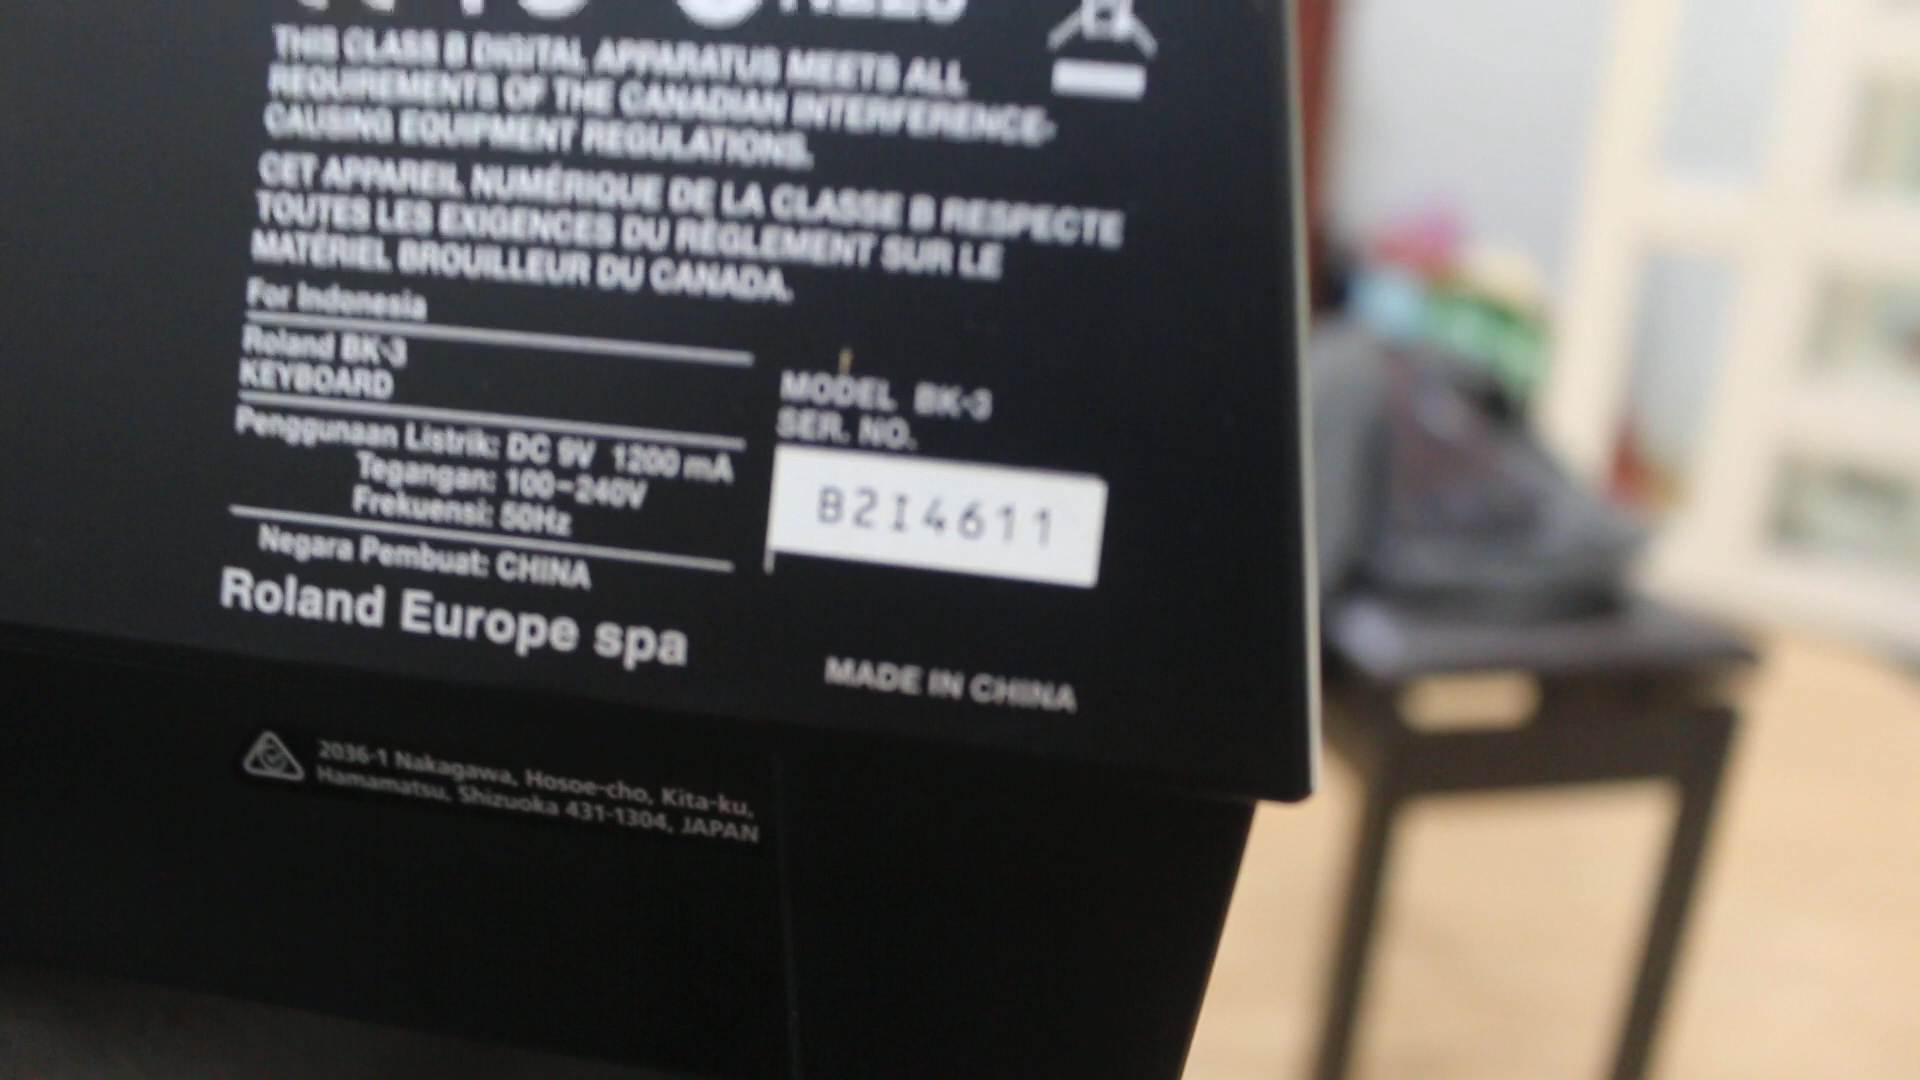 THIS CLASS B DIGITAL APPARATUS MEETS ALL
REQUIREMENTS OF THE CANADIAN INTERFERENCE-
CAUSING EQUIPMENT REGULATIONS.
CET APPAREIL NUMÉRIQUE DE LA CLASSE B RESPECTE
TOUTES LES EXIGENCES DU RÈGLEMENT SUR LE
MATÉRIEL BROUILLEUR DU CANADA.
For Indonesia
Roland BK-3
KEYBOARD
Penggunaan Listrik: DC 9V 1200 mA
Tegangan: 100-240V
Frekuensi: 50Hz
Negara Pembuat: CHINA
Roland Europe spa
MODEL BK-3
SER. NO.
B2I4611
MADE IN CHINA
2036-1 Nakagawa, Hosoe-cho, Kita-ku,
Hamamatsu, Shizuoka 431-1304, JAPAN